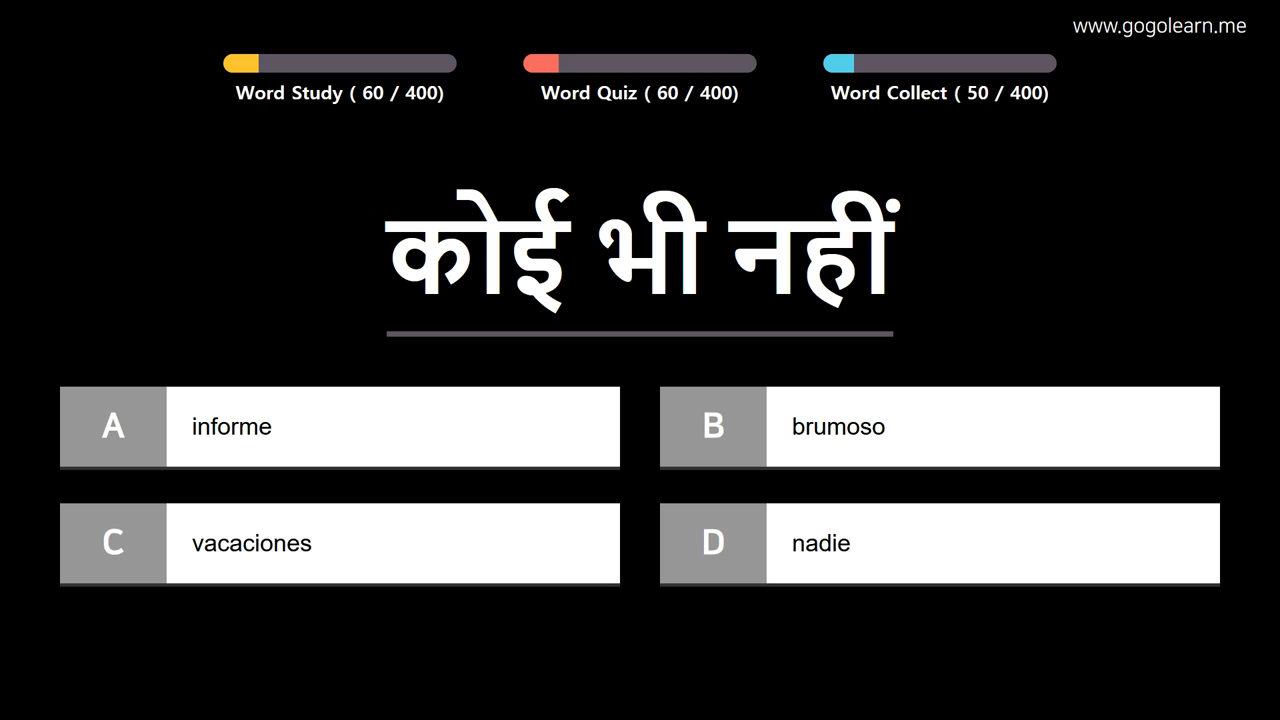 www.gogolearn.me
Word Study ( 60 / 400)
Word Quiz ( 60 / 400)
Word Collect ( 50 / 400)
कोई भी नहीं
A informe
B brumoso
C vacaciones
D nadie